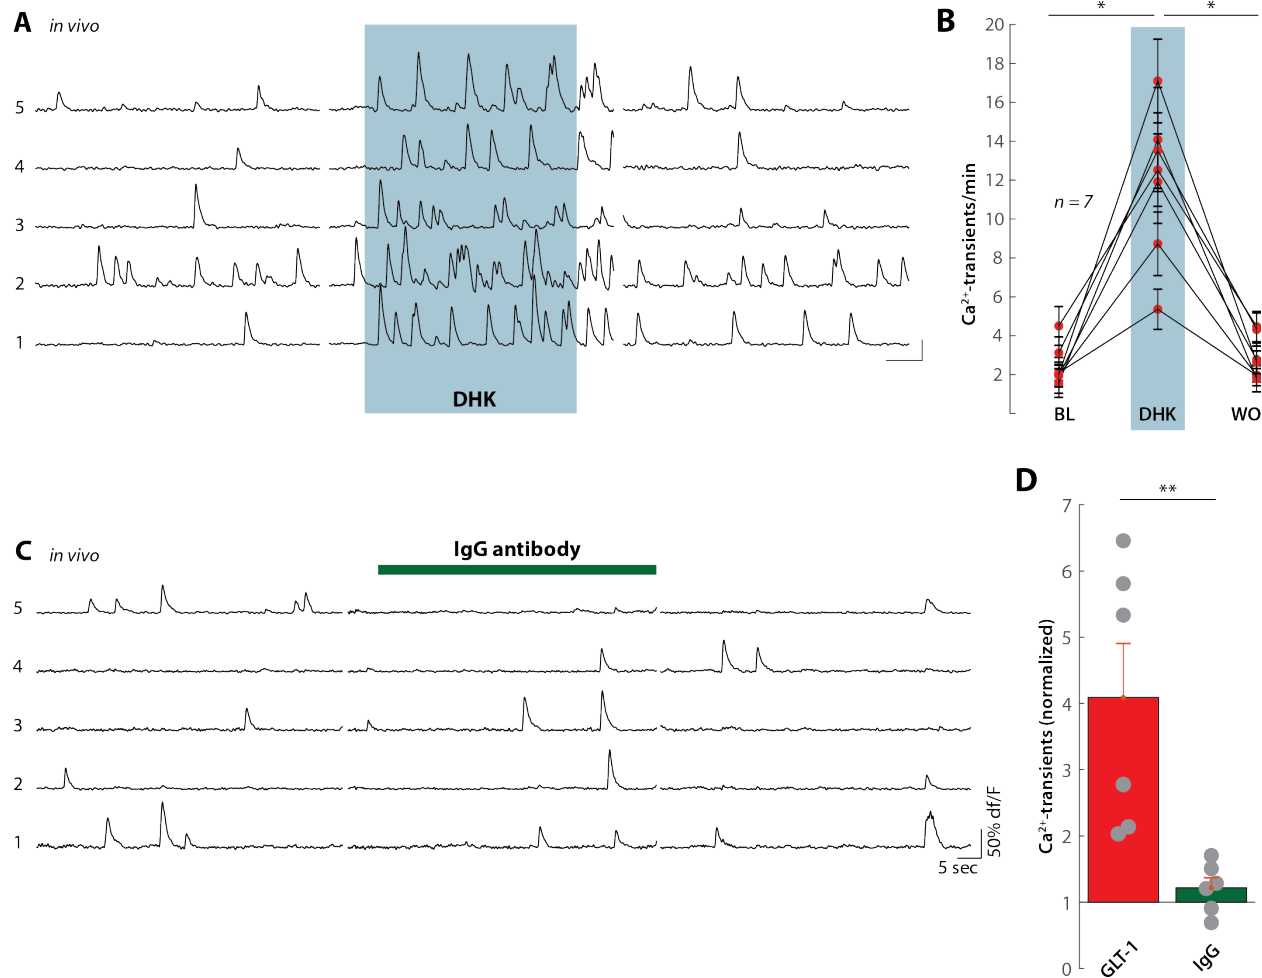 A in vivo
5
4
3
2
1
DHK
B
* *
20
18
16
14
12
10
8
6
4
2
Ca²⁺-transients/min
n = 7
BL DHK WO
C in vivo
IgG antibody
5
4
3
2
1
50% df/F
5 sec
D
**
7
6
5
4
3
2
1
0
Ca²⁺-transients (normalized)
GLT-1 IgG